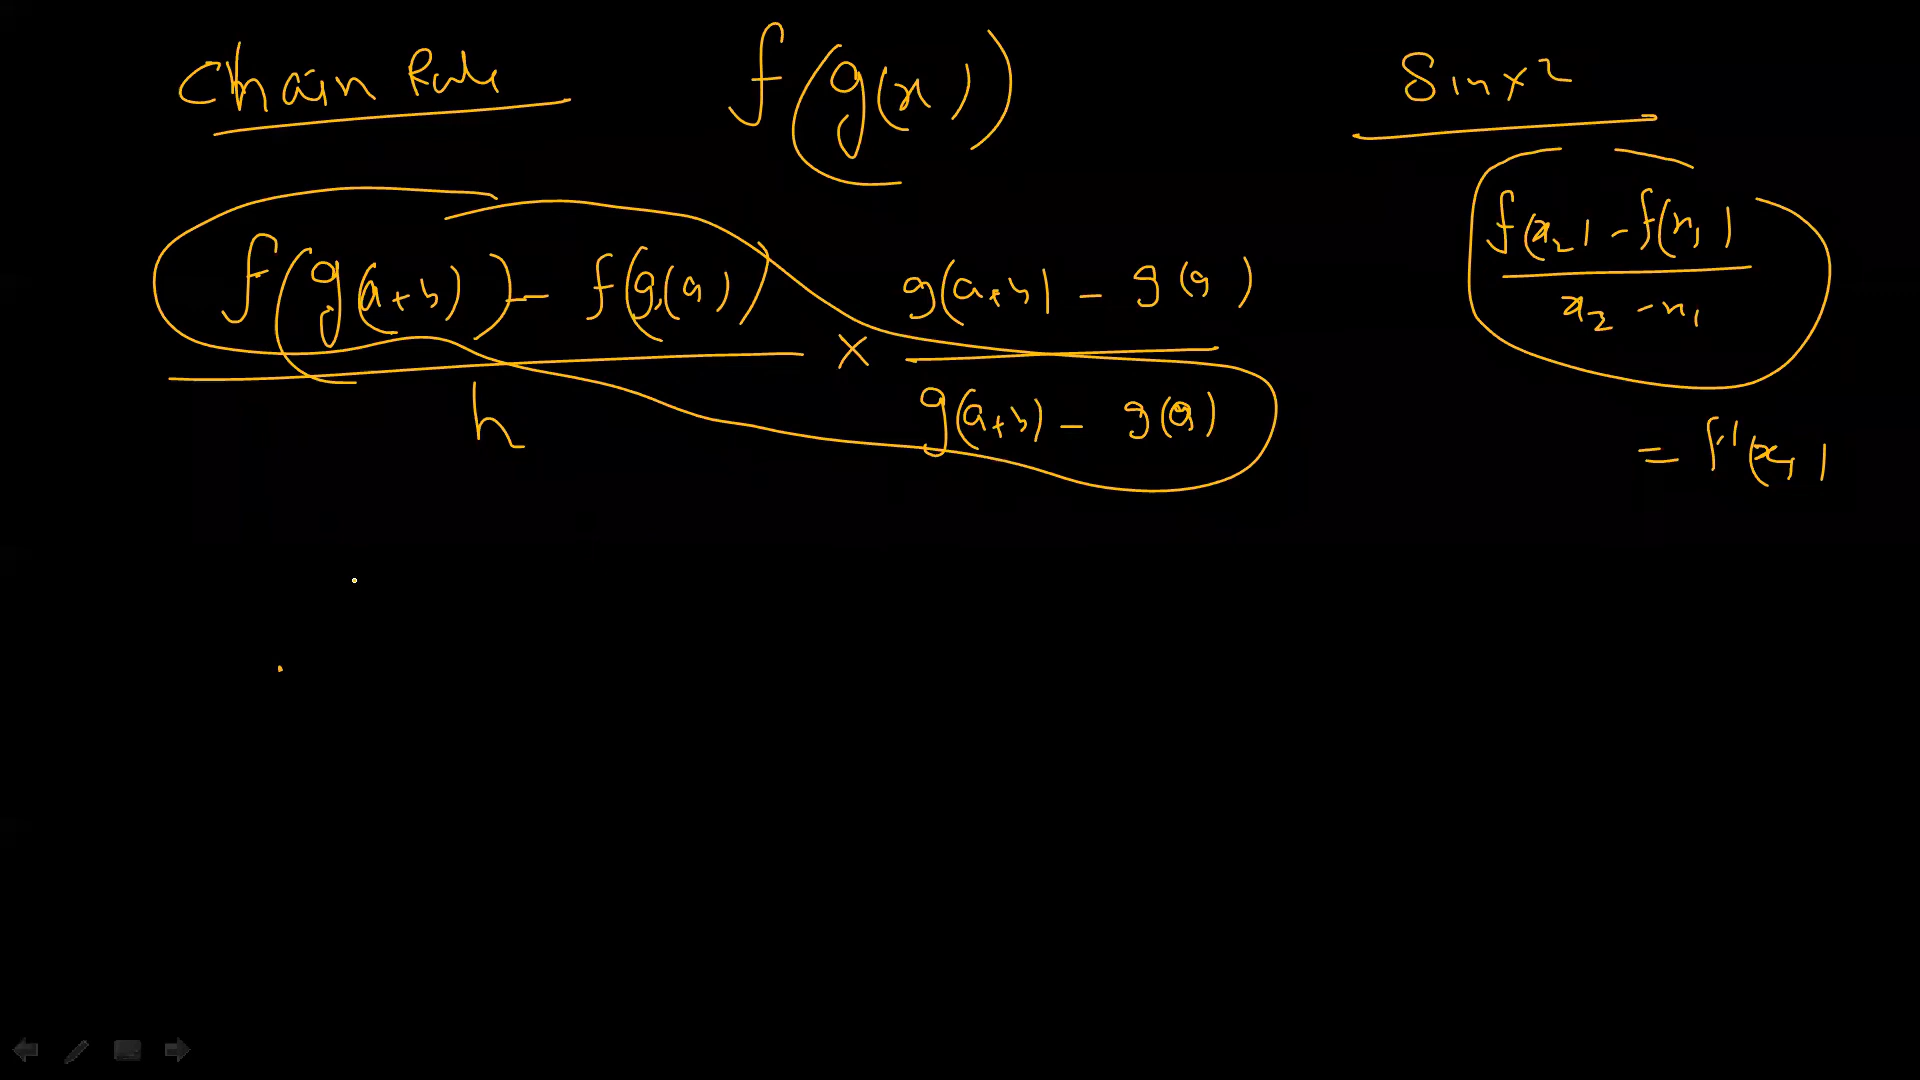 Chain Rule
f(g(x))
sin x²
f(g(a+h)) - f(g(a)) / h × g(a+h) - g(a) / g(a+h) - g(a)
f(x₂) - f(x₁) / x₂ - x₁
= f'(x₁)